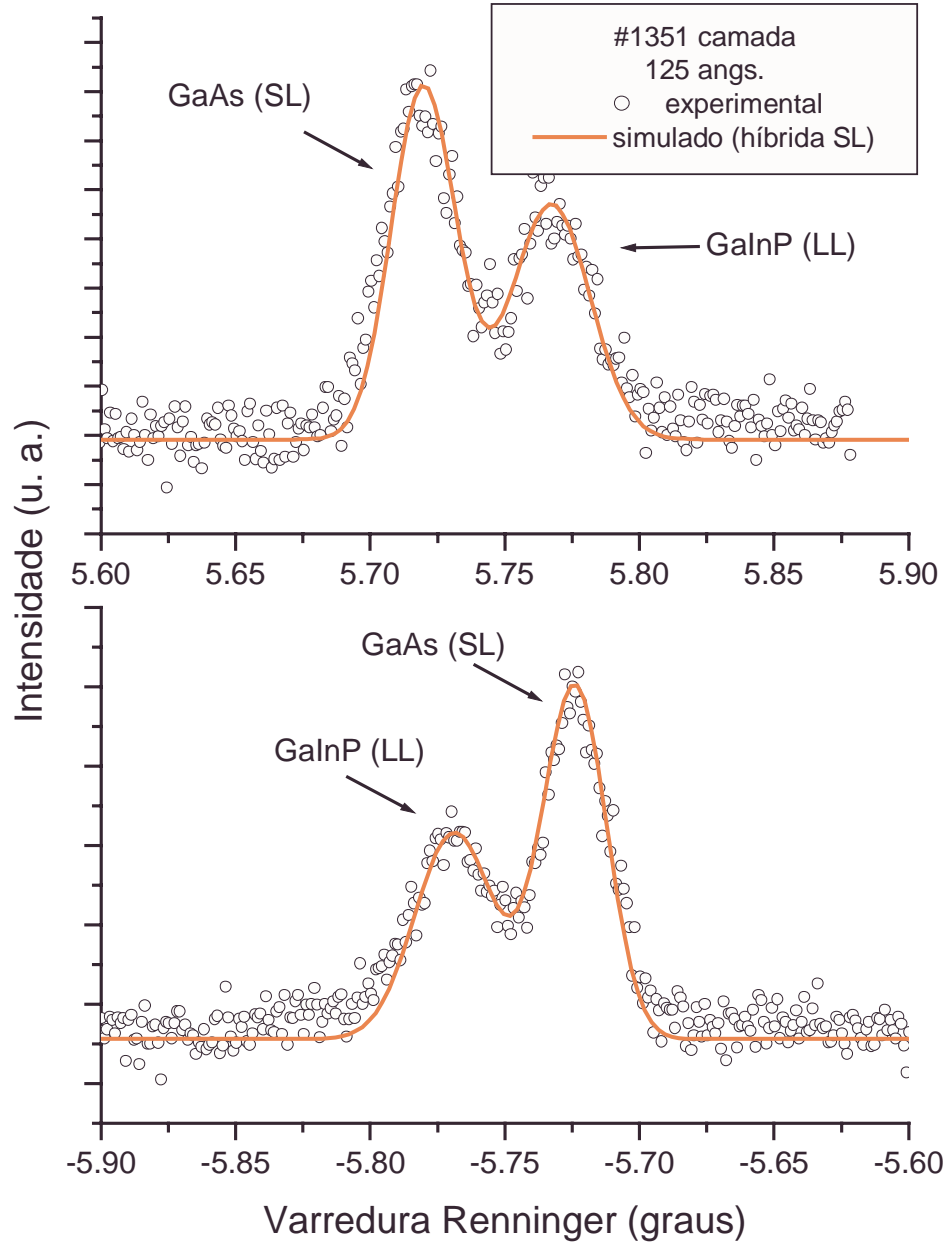 #1351 camada
125 angs.
experimental
simulado (híbrida SL)
GaAs (SL)
GaInP (LL)
5.60 5.65 5.70 5.75 5.80 5.85 5.90
Intensidade (u. a.)
GaAs (SL)
GaInP (LL)
-5.90 -5.85 -5.80 -5.75 -5.70 -5.65 -5.60
Varredura Renninger (graus)